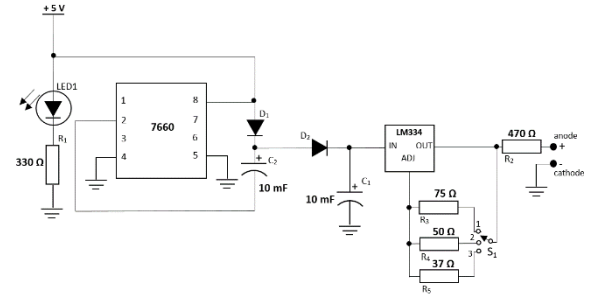 + 5 V
LED1
R1
330 Ω
1
2
3
4
7660
8
7
6
5
D1
C2
+
10 mF
D2
+
C1
10 mF
LM334
IN OUT
ADJ
470 Ω
R2
anode
+
-
cathode
75 Ω
R3
50 Ω
R4
37 Ω
R5
1
2
3
S1